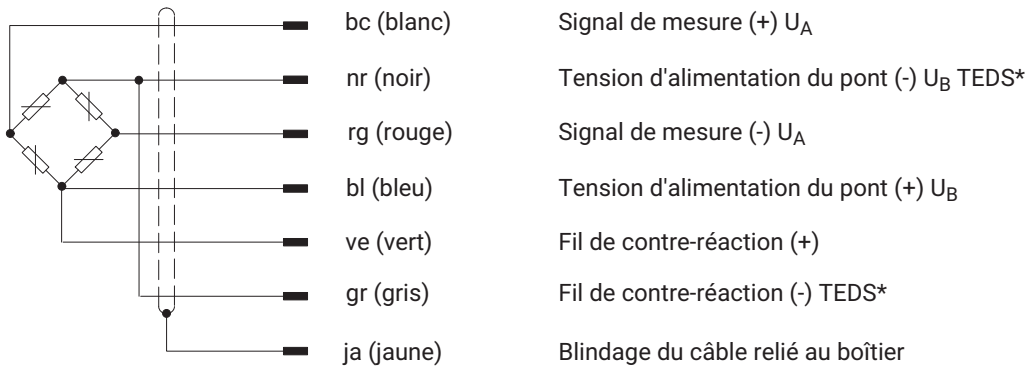 bc (blanc) Signal de mesure (+) UA
nr (noir) Tension d'alimentation du pont (-) UB TEDS*
rg (rouge) Signal de mesure (-) UA
bl (bleu) Tension d'alimentation du pont (+) UB
ve (vert) Fil de contre-réaction (+)
gr (gris) Fil de contre-réaction (-) TEDS*
ja (jaune) Blindage du câble relié au boîtier